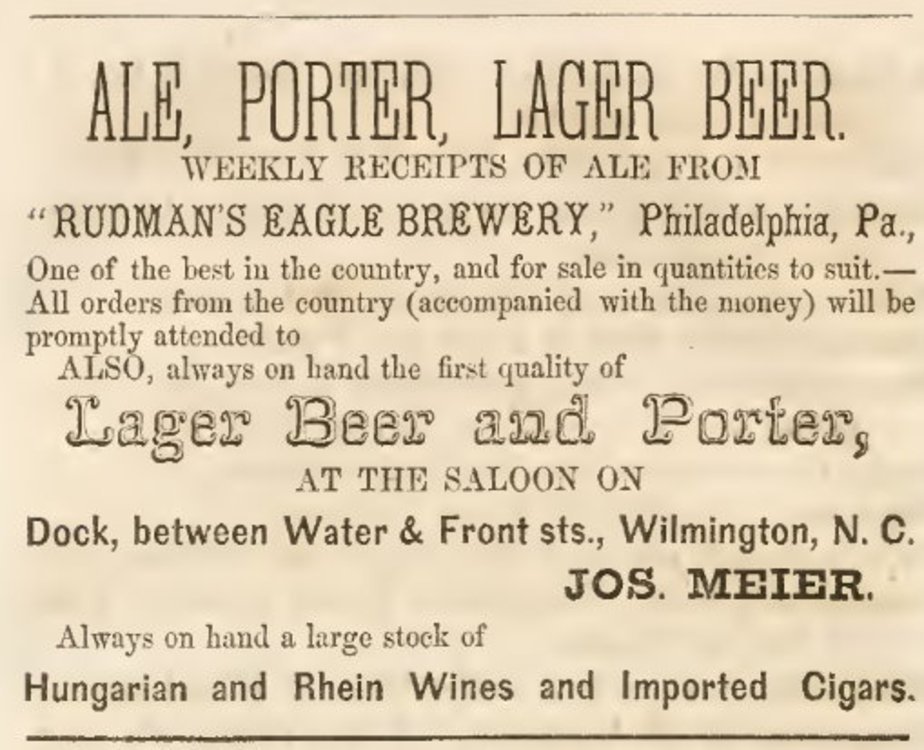 ALE, PORTER, LAGER BEER.
WEEKLY RECEIPTS OF ALE FROM
"RUDMAN'S EAGLE BREWERY," Philadelphia, Pa.,
One of the best in the country, and for sale in quantities to suit.—
All orders from the country (accompanied with the money) will be
promptly attended to
ALSO, always on hand the first quality of
Lager Beer and Porter,
AT THE SALOON ON
Dock, between Water & Front sts., Wilmington, N. C.
JOS. MEIER.
Always on hand a large stock of
Hungarian and Rhein Wines and Imported Cigars.